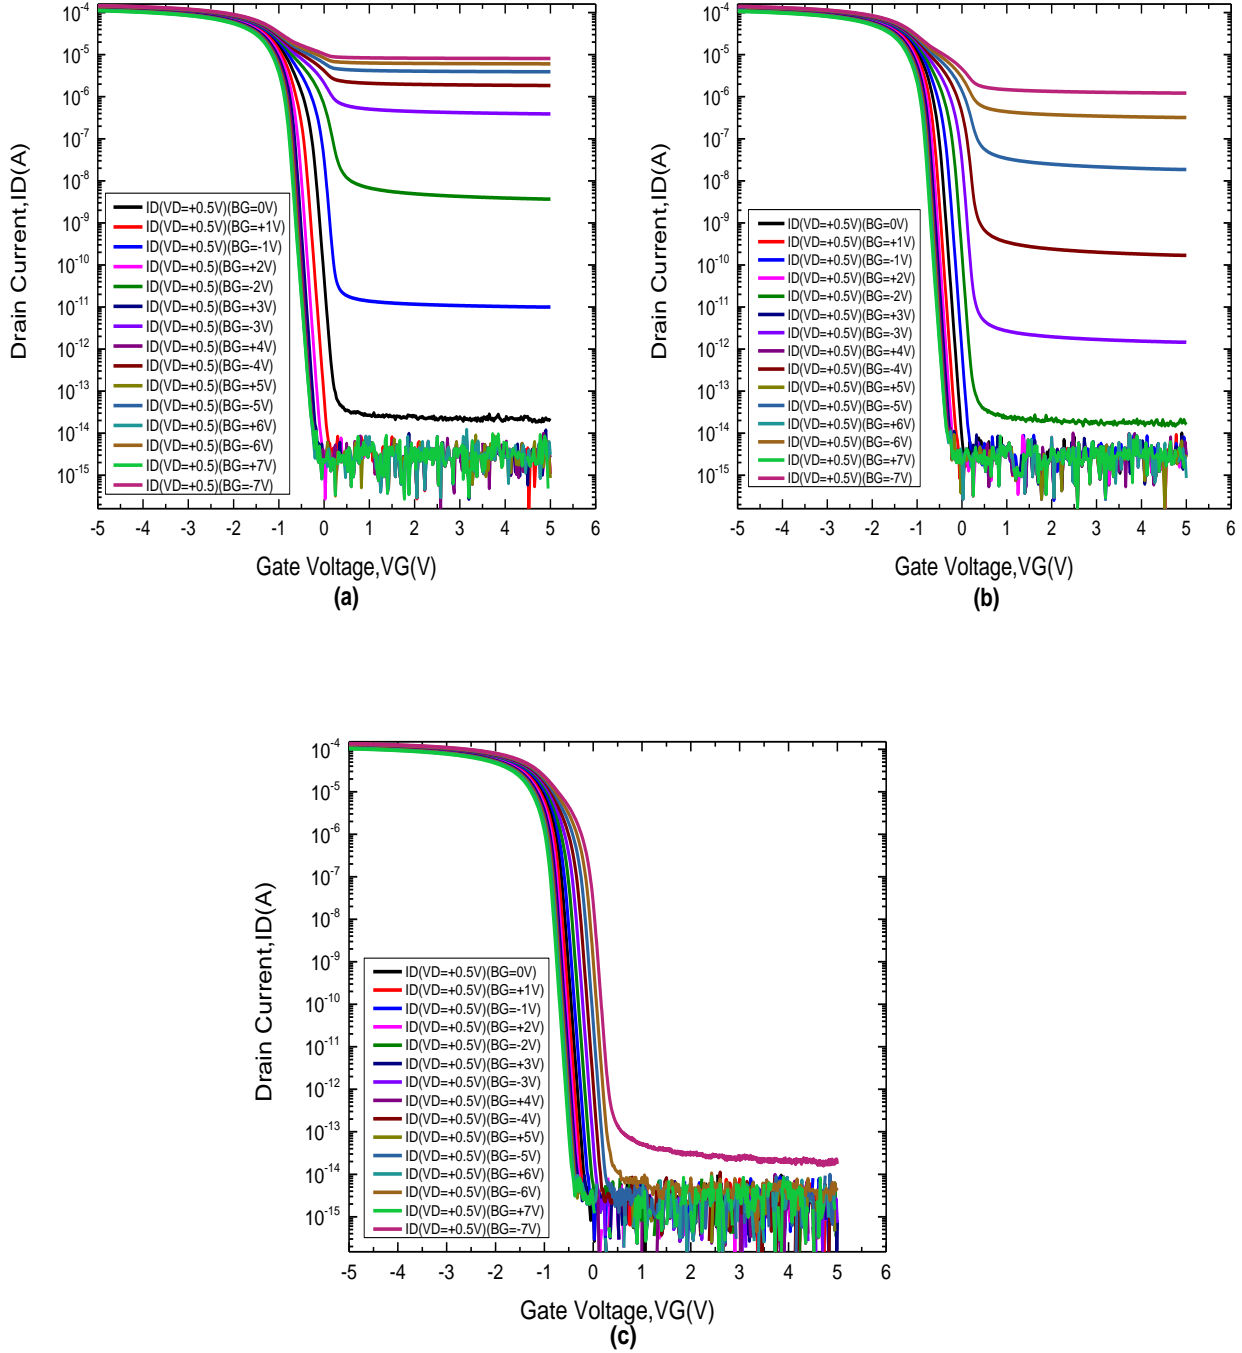 10^-4
10^-5
10^-6
10^-7
10^-8
10^-9
10^-10
10^-11
10^-12
10^-13
10^-14
10^-15
Drain Current,ID(A)
ID(VD=+0.5V)(BG=0V)
ID(VD=+0.5V)(BG=+1V)
ID(VD=+0.5V)(BG=-1V)
ID(VD=+0.5)(BG=+2V)
ID(VD=+0.5)(BG=-2V)
ID(VD=+0.5)(BG=+3V)
ID(VD=+0.5)(BG=-3V)
ID(VD=+0.5)(BG=+4V)
ID(VD=+0.5)(BG=-4V)
ID(VD=+0.5)(BG=+5V)
ID(VD=+0.5)(BG=-5V)
ID(VD=+0.5)(BG=+6V)
ID(VD=+0.5)(BG=-6V)
ID(VD=+0.5)(BG=+7V)
ID(VD=+0.5)(BG=-7V)
-5 -4 -3 -2 -1 0 1 2 3 4 5 6
Gate Voltage,VG(V)
(a)
10^-4
10^-5
10^-6
10^-7
10^-8
10^-9
10^-10
10^-11
10^-12
10^-13
10^-14
10^-15
Drain Current,ID(A)
ID(VD=+0.5V)(BG=0V)
ID(VD=+0.5V)(BG=+1V)
ID(VD=+0.5V)(BG=-1V)
ID(VD=+0.5V)(BG=+2V)
ID(VD=+0.5V)(BG=-2V)
ID(VD=+0.5V)(BG=+3V)
ID(VD=+0.5V)(BG=-3V)
ID(VD=+0.5V)(BG=+4V)
ID(VD=+0.5V)(BG=-4V)
ID(VD=+0.5V)(BG=+5V)
ID(VD=+0.5V)(BG=-5V)
ID(VD=+0.5V)(BG=+6V)
ID(VD=+0.5V)(BG=-6V)
ID(VD=+0.5V)(BG=+7V)
ID(VD=+0.5V)(BG=-7V)
-5 -4 -3 -2 -1 0 1 2 3 4 5 6
Gate Voltage,VG(V)
(b)
10^-4
10^-5
10^-6
10^-7
10^-8
10^-9
10^-10
10^-11
10^-12
10^-13
10^-14
10^-15
Drain Current,ID(A)
ID(VD=+0.5V)(BG=0V)
ID(VD=+0.5V)(BG=+1V)
ID(VD=+0.5V)(BG=-1V)
ID(VD=+0.5V)(BG=+2V)
ID(VD=+0.5V)(BG=-2V)
ID(VD=+0.5V)(BG=+3V)
ID(VD=+0.5V)(BG=-3V)
ID(VD=+0.5V)(BG=+4V)
ID(VD=+0.5V)(BG=-4V)
ID(VD=+0.5V)(BG=+5V)
ID(VD=+0.5V)(BG=-5V)
ID(VD=+0.5V)(BG=+6V)
ID(VD=+0.5V)(BG=-6V)
ID(VD=+0.5V)(BG=+7V)
ID(VD=+0.5V)(BG=-7V)
-5 -4 -3 -2 -1 0 1 2 3 4 5 6
Gate Voltage,VG(V)
(c)